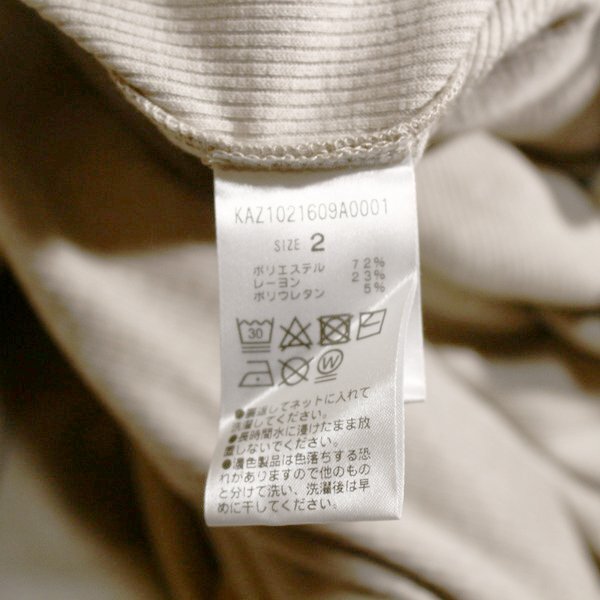 KAZ1021609A0001
SIZE 2
ポリエステル 72%
レーヨン 23%
ポリウレタン 5%
30
W
●裏返してネットに入れて
洗濯してください。
●長時間水に浸けたまま放
置しないでください。
●濃色製品は色落ちする恐
れがありますので他のもの
と分けて洗い、洗濯後は早
めに干してください。